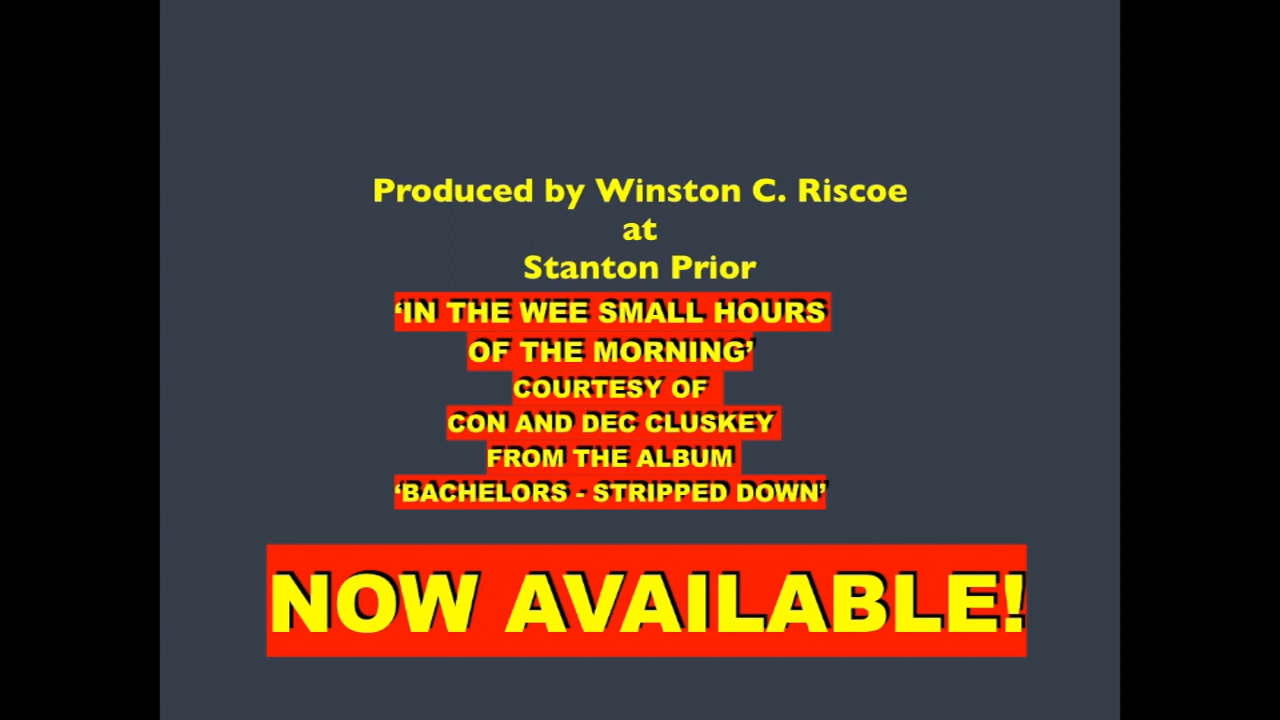 Produced by Winston C. Riscoe
at
Stanton Prior
‘IN THE WEE SMALL HOURS
OF THE MORNING’
COURTESY OF
CON AND DEC CLUSKEY
FROM THE ALBUM
‘BACHELORS - STRIPPED DOWN’
NOW AVAILABLE!